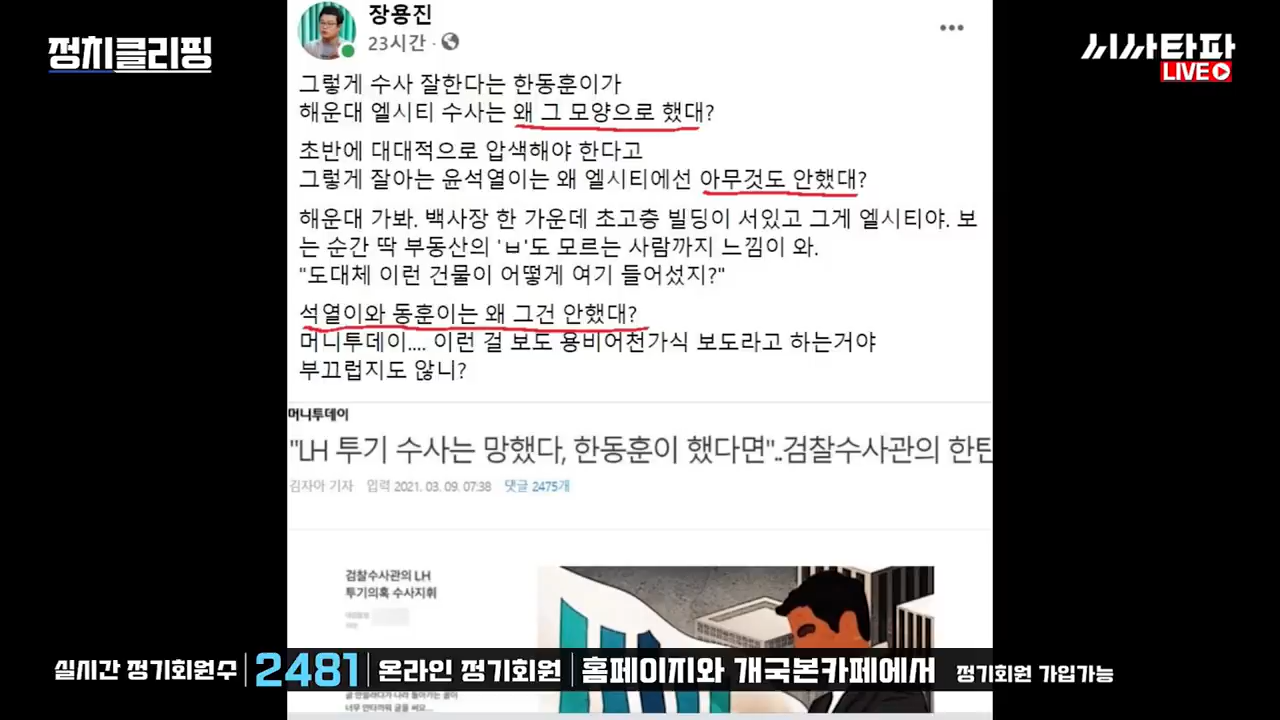 정치클리핑
시사타파
LIVE
장용진
23시간 ·
그렇게 수사 잘한다는 한동훈이가
해운대 엘시티 수사는 왜 그 모양으로 했대?
초반에 대대적으로 압색해야 한다고
그렇게 잘아는 윤석열이는 왜 엘시티에선 아무것도 안했대?
해운대 가봐. 백사장 한 가운데 초고층 빌딩이 서있고 그게 엘시티야. 보
는 순간 딱 부동산의 'ㅂ'도 모르는 사람까지 느낌이 와.
"도대체 이런 건물이 어떻게 여기 들어섰지?"
석열이와 동훈이는 왜 그건 안했대?
머니투데이.... 이런 걸 보도 용비어천가식 보도라고 하는거야
부끄럽지도 않니?
머니투데이
"LH 투기 수사는 망했다, 한동훈이 했다면"..검찰수사관의 한탄
김자아 기자 입력 2021. 03. 09. 07:38 댓글 2475개
검찰수사관의 LH
투기의혹 수사지휘
실시간 정기회원수 2481 온라인 정기회원 홈페이지와 개국본카페에서 정기회원 가입가능
너무 안타까워 글을 써요...